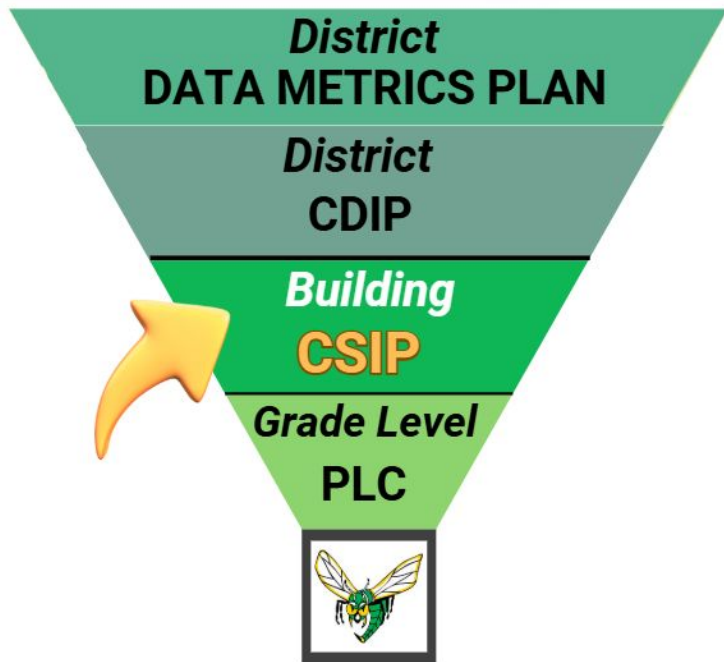 District
DATA METRICS PLAN
District
CDIP
Building
CSIP
Grade Level
PLC